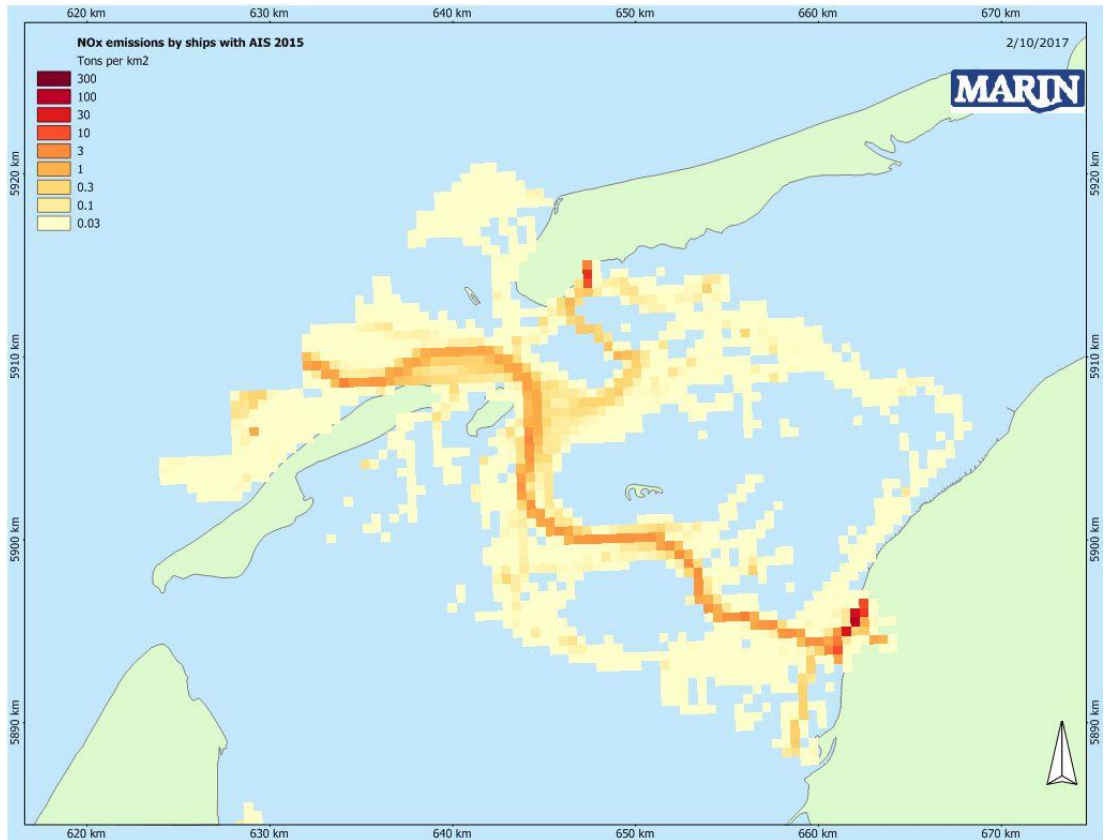 620 km 630 km 640 km 650 km 660 km 670 km
NOx emissions by ships with AIS 2015
2/10/2017
Tons per km2
300
100
30
10
3
1
0.3
0.1
0.03
MARIN
5920 km 5920 km
5910 km 5910 km
5900 km 5900 km
5890 km 5890 km
620 km 630 km 640 km 650 km 660 km 670 km